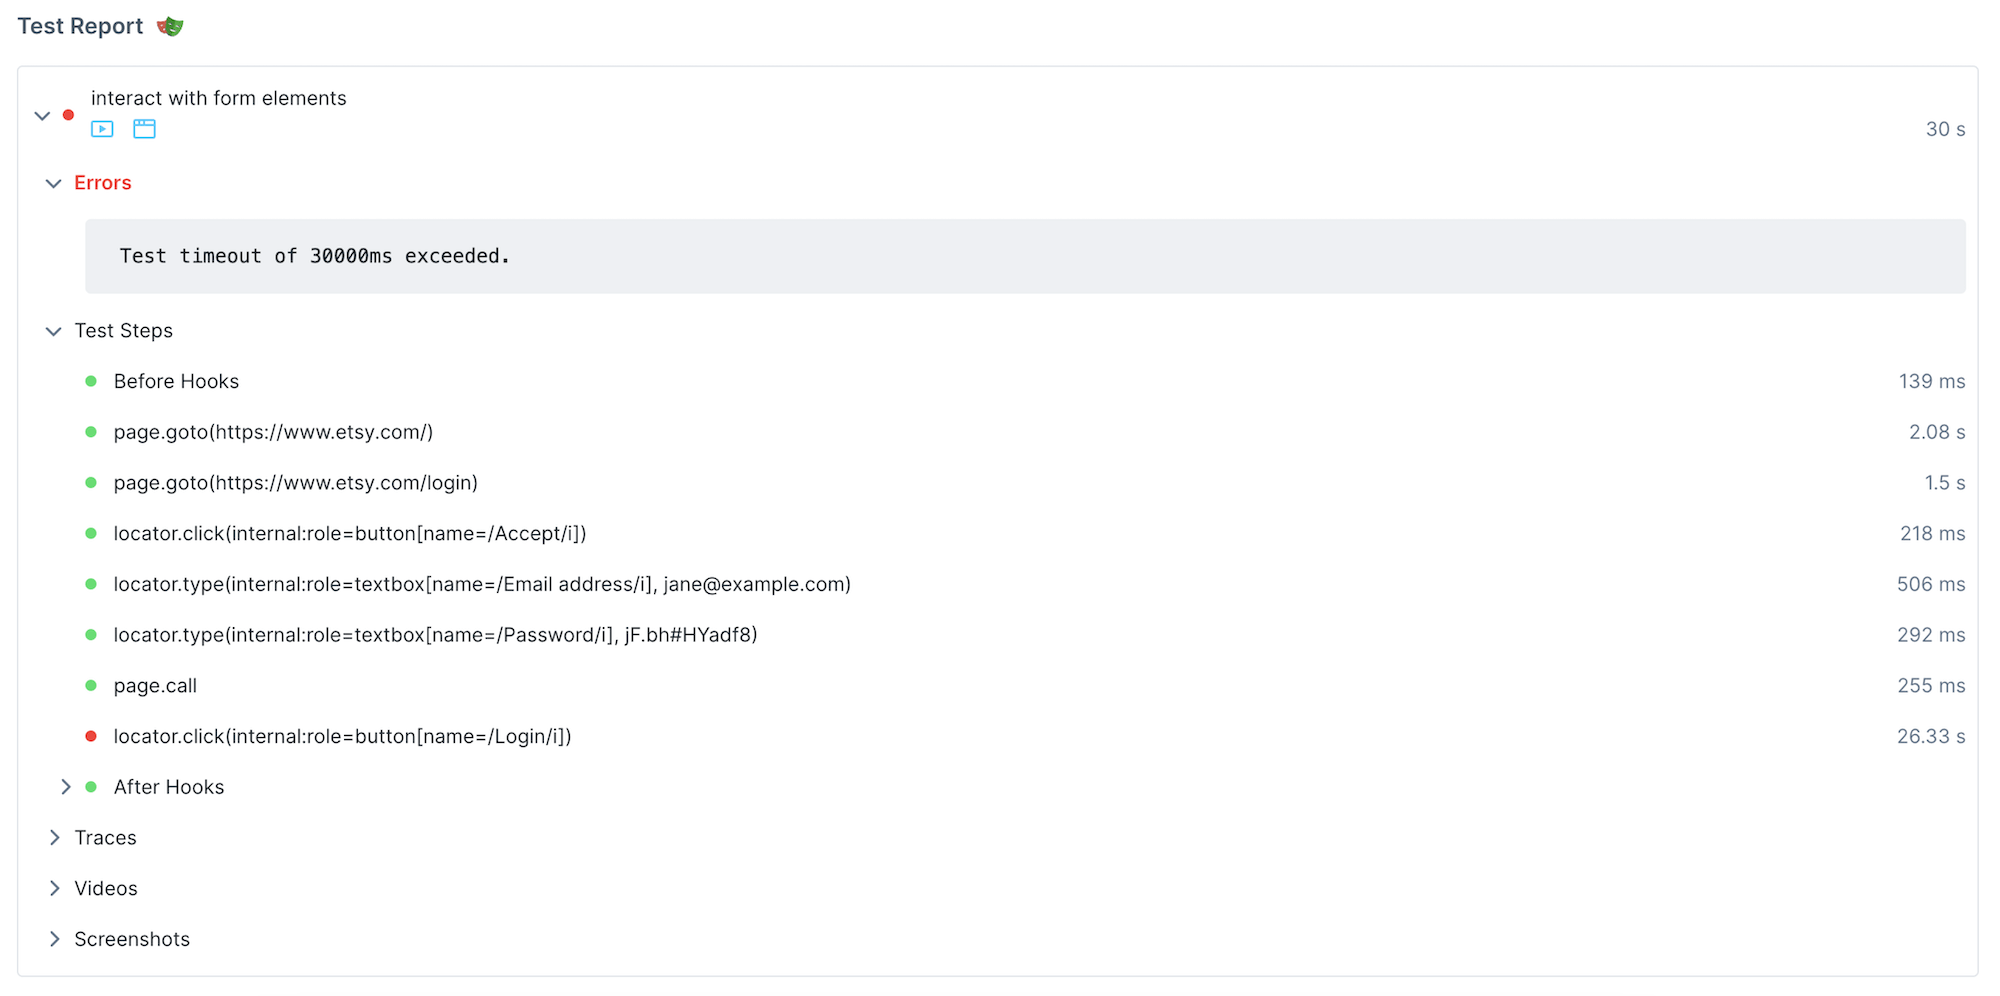 Test Report
interact with form elements
30 s
Errors
Test timeout of 30000ms exceeded.
Test Steps
Before Hooks 139 ms
page.goto(https://www.etsy.com/) 2.08 s
page.goto(https://www.etsy.com/login) 1.5 s
locator.click(internal:role=button[name=/Accept/i]) 218 ms
locator.type(internal:role=textbox[name=/Email address/i], jane@example.com) 506 ms
locator.type(internal:role=textbox[name=/Password/i], jF.bh#HYadf8) 292 ms
page.call 255 ms
locator.click(internal:role=button[name=/Login/i]) 26.33 s
After Hooks
Traces
Videos
Screenshots